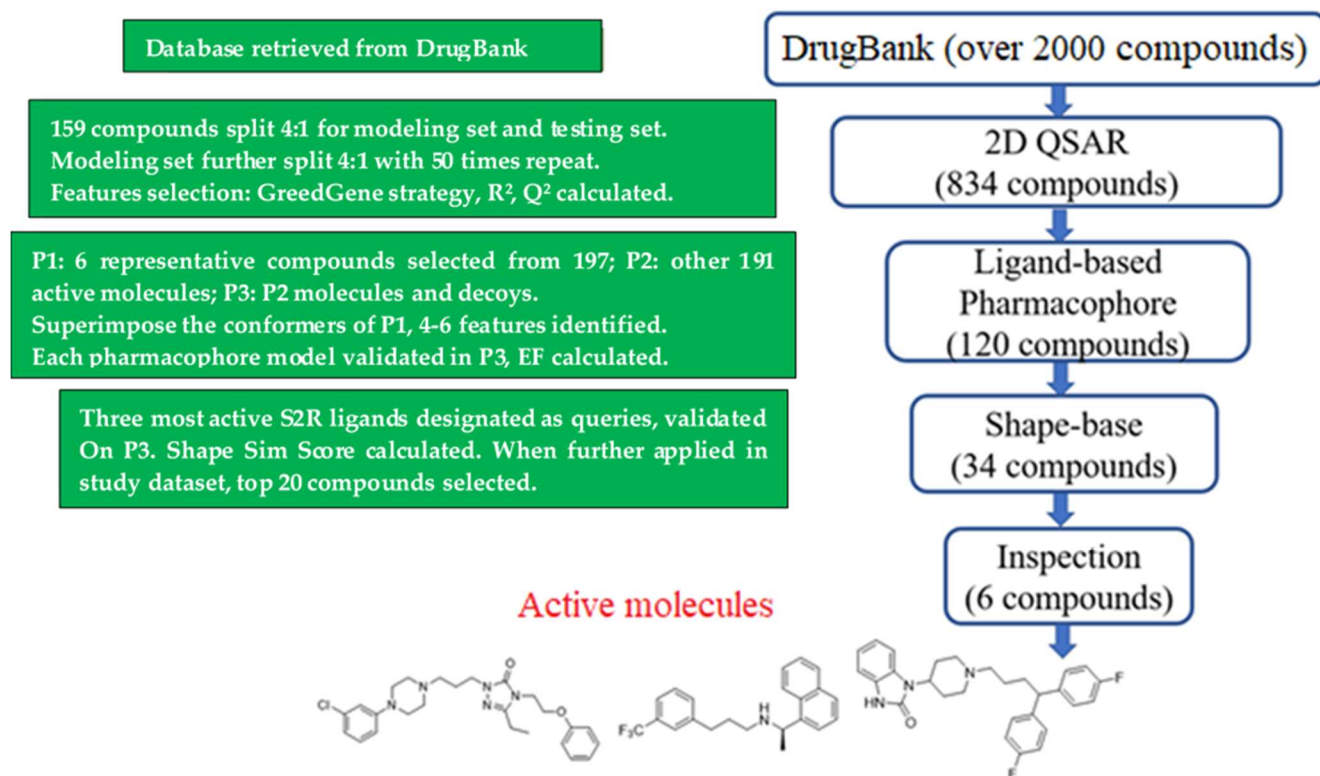 Database retrieved from DrugBank
159 compounds split 4:1 for modeling set and testing set.
Modeling set further split 4:1 with 50 times repeat.
Features selection: GreedGene strategy, R², Q² calculated.
P1: 6 representative compounds selected from 197; P2: other 191
active molecules; P3: P2 molecules and decoys.
Superimpose the conformers of P1, 4-6 features identified.
Each pharmacophore model validated in P3, EF calculated.
Three most active S2R ligands designated as queries, validated
On P3. Shape Sim Score calculated. When further applied in
study dataset, top 20 compounds selected.
DrugBank (over 2000 compounds)
2D QSAR
(834 compounds)
Ligand-based
Pharmacophore
(120 compounds)
Shape-base
(34 compounds)
Inspection
(6 compounds)
Active molecules
Cl
N
N
N
N
N
O
O
F₃C
H
N
N
HN
O
N
F
F